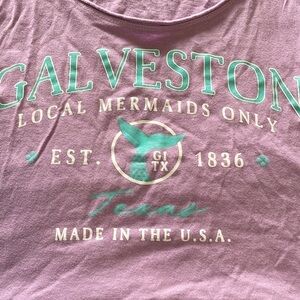 GALVESTON
LOCAL MERMAIDS ONLY
EST. GI TX 1836
Texas
MADE IN THE U.S.A.